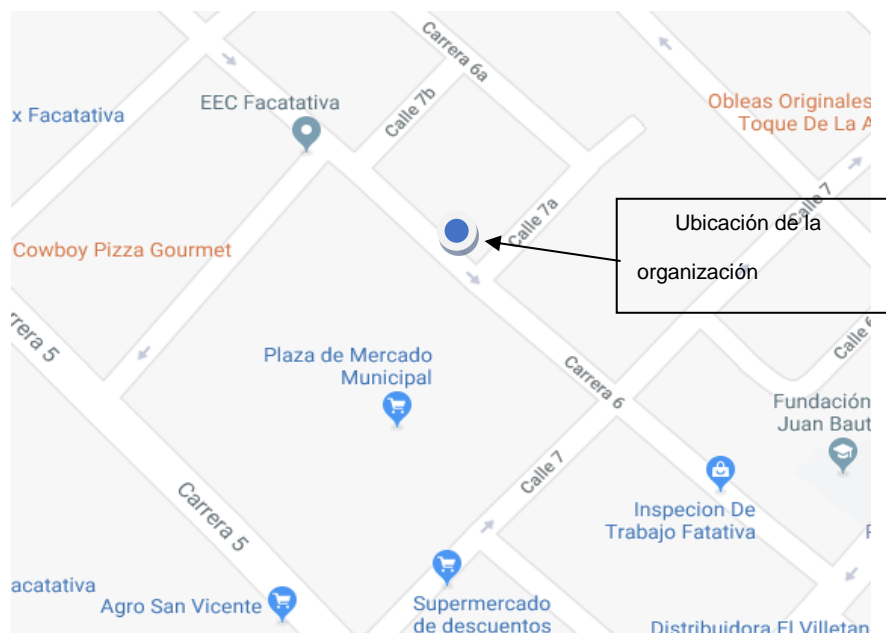 Carrera 6a
EEC Facatativa
Calle 7b
x Facatativa
Obleas Originales
Toque De La A
Calle 7
Calle 7a
Ubicación de la
organización
Cowboy Pizza Gourmet
rrera 5
Plaza de Mercado
Municipal
Calle 6
Carrera 6
Fundación
Juan Baut
Calle 7
Carrera 5
Inspecion De
Trabajo Fatativa
acatativa
Agro San Vicente
Supermercado
de descuentos
Distribuidora El Villetan